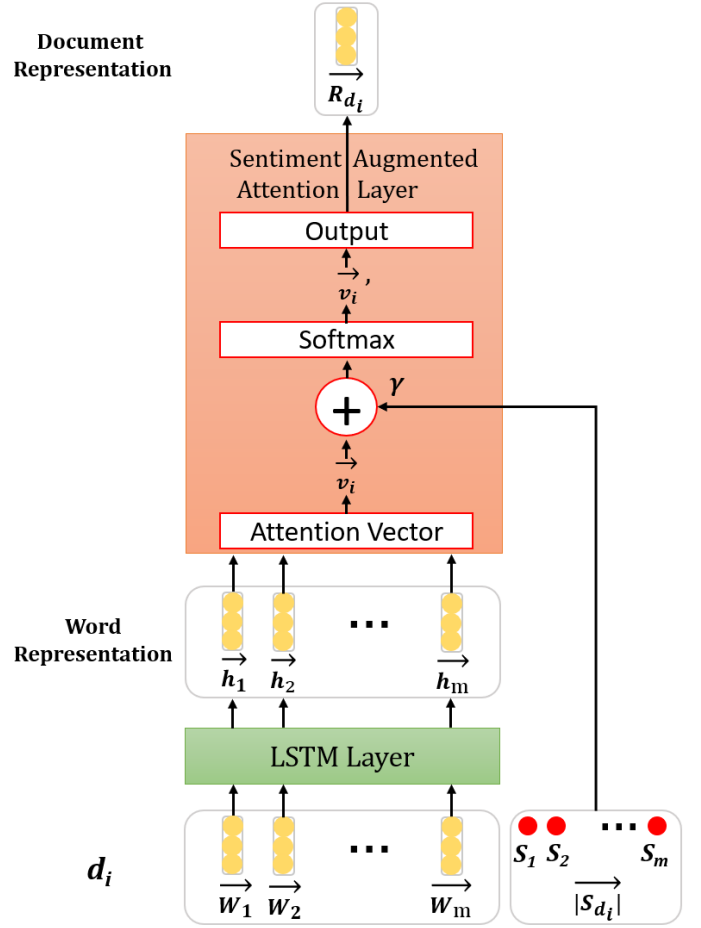 Document
Representation
R_{d_i}
Sentiment Augmented
Attention Layer
Output
v_i'
Softmax
γ
+
v_i
Attention Vector
Word
Representation
...
h_1 h_2 h_m
LSTM Layer
d_i
... ...
S_1 S_2 S_m
W_1 W_2 W_m |S_{d_i}|